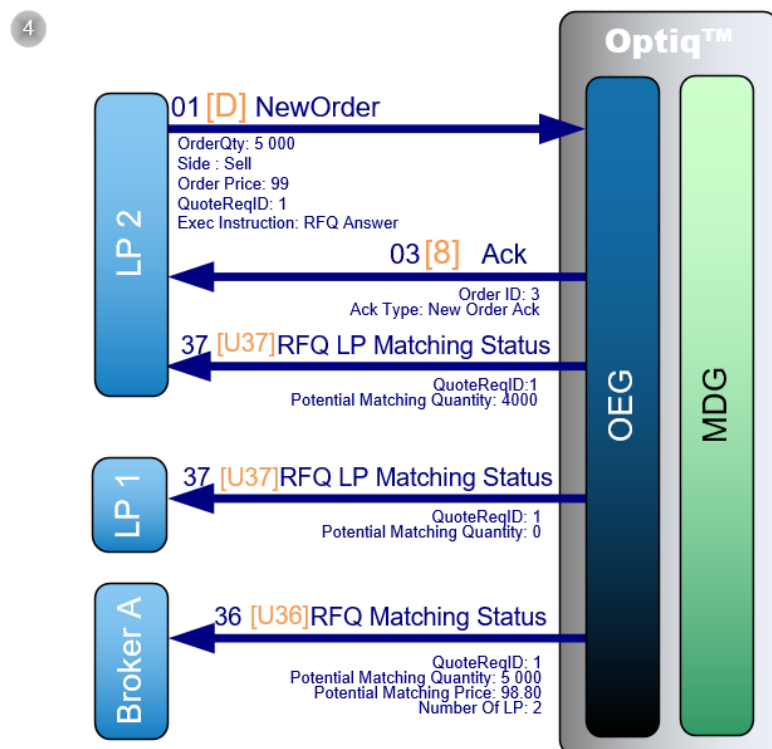 4
Optiq™
01 [D] NewOrder
OrderQty: 5 000
Side : Sell
Order Price: 99
QuoteReqID: 1
Exec Instruction: RFQ Answer
LP 2
03 [8] Ack
Order ID: 3
Ack Type: New Order Ack
37 [U37]RFQ LP Matching Status
QuoteReqID:1
Potential Matching Quantity: 4000
OEG
MDG
LP 1
37 [U37]RFQ LP Matching Status
QuoteReqID: 1
Potential Matching Quantity: 0
Broker A
36 [U36]RFQ Matching Status
QuoteReqID: 1
Potential Matching Quantity: 5 000
Potential Matching Price: 98.80
Number Of LP: 2